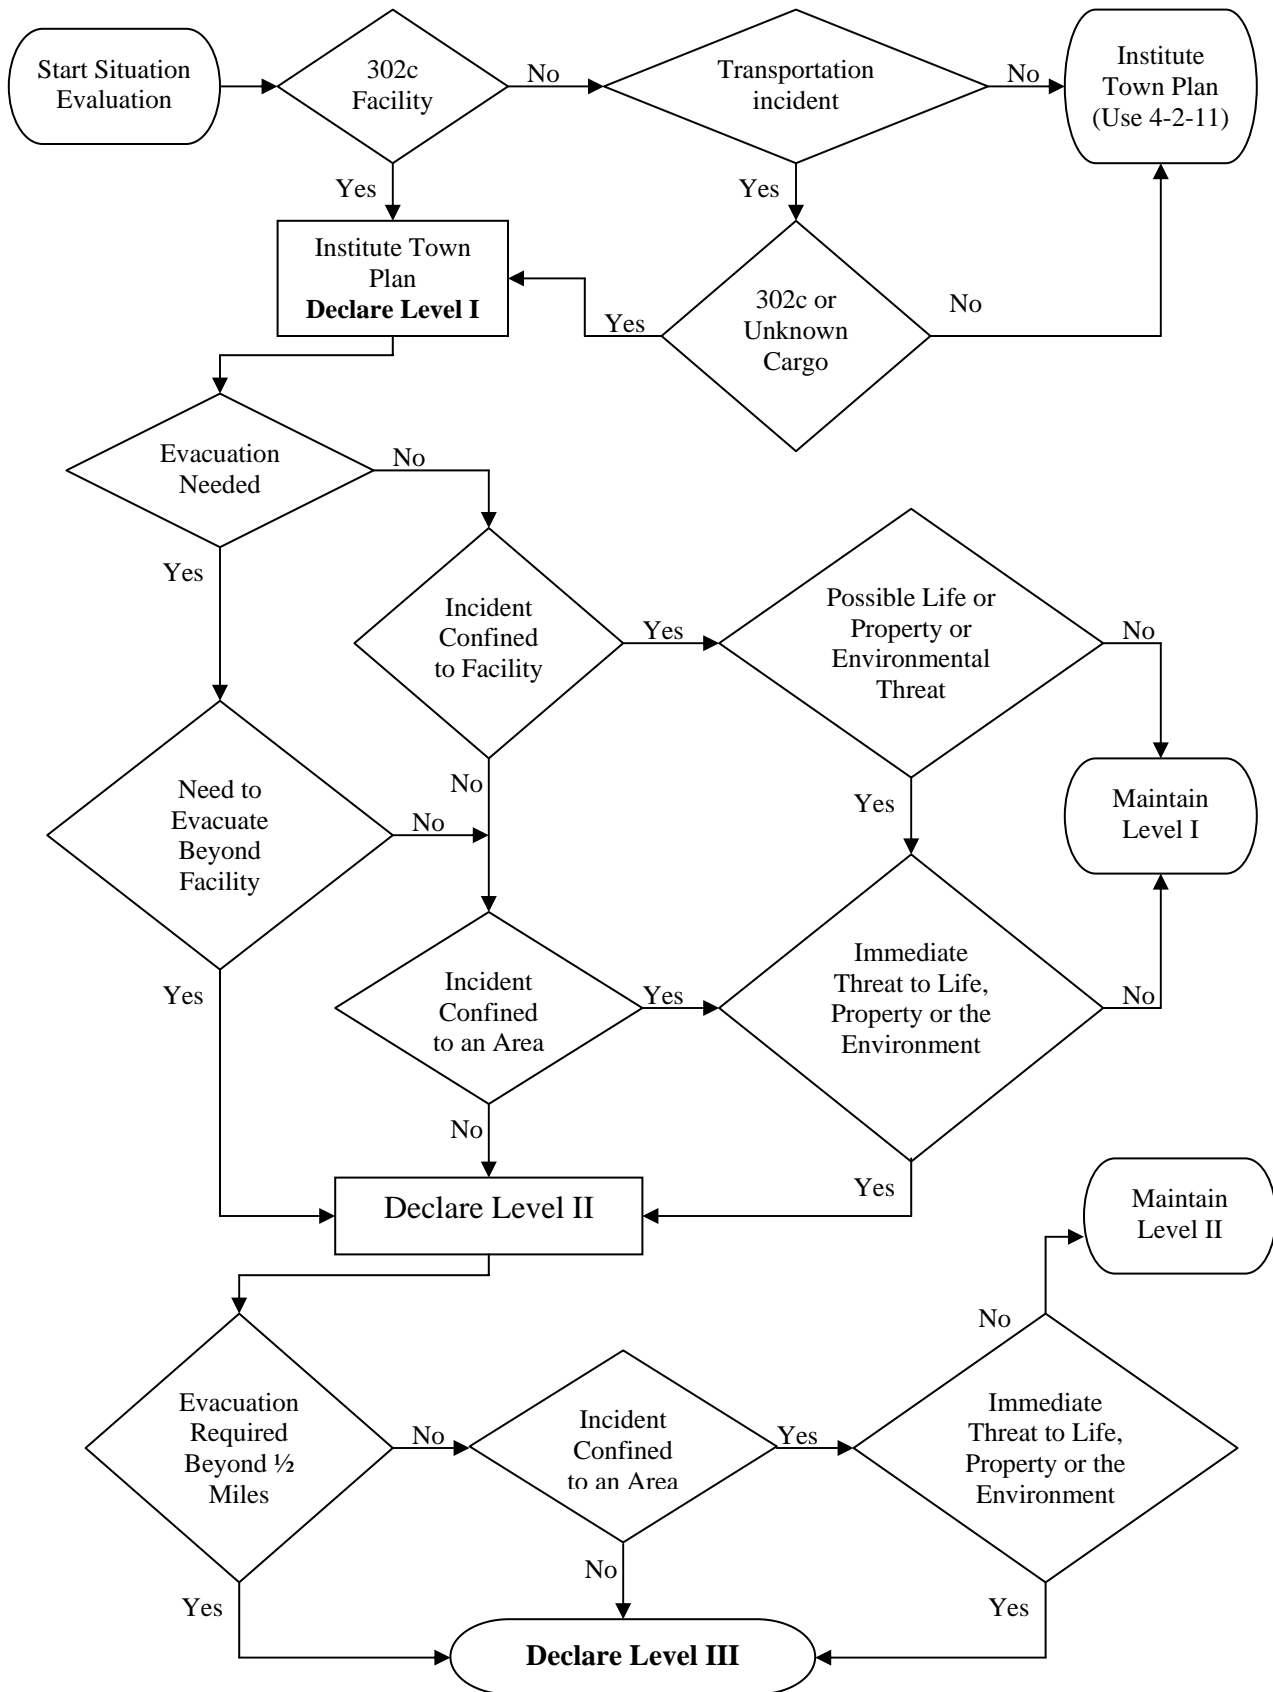 Start Situation
Evaluation
302c
Facility
No
Transportation
incident
No
Institute
Town Plan
(Use 4-2-11)
Yes
Yes
Institute Town
Plan
Declare Level I
Yes
302c or
Unknown
Cargo
No
Evacuation
Needed
No
Yes
Incident
Confined
to Facility
Yes
Possible Life or
Property or
Environmental
Threat
No
Need to
Evacuate
Beyond
Facility
No
No
Yes
Maintain
Level I
Yes
Incident
Confined
to an Area
Yes
Immediate
Threat to Life,
Property or the
Environment
No
No
Yes
Declare Level II
Maintain
Level II
No
Evacuation
Required
Beyond ½
Miles
No
Incident
Confined
to an Area
Yes
Immediate
Threat to Life,
Property or the
Environment
Yes
No
Yes
Declare Level III